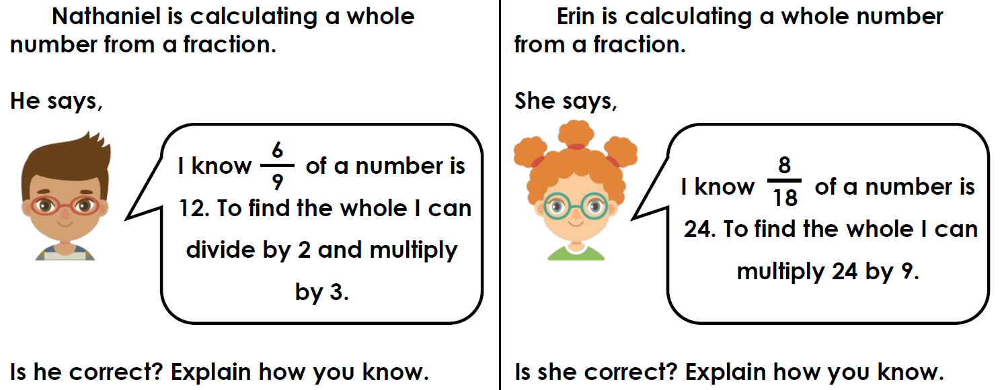 Nathaniel is calculating a whole
number from a fraction.
He says,
I know 6/9 of a number is
12. To find the whole I can
divide by 2 and multiply
by 3.
Is he correct? Explain how you know.
Erin is calculating a whole number
from a fraction.
She says,
I know 8/18 of a number is
24. To find the whole I can
multiply 24 by 9.
Is she correct? Explain how you know.